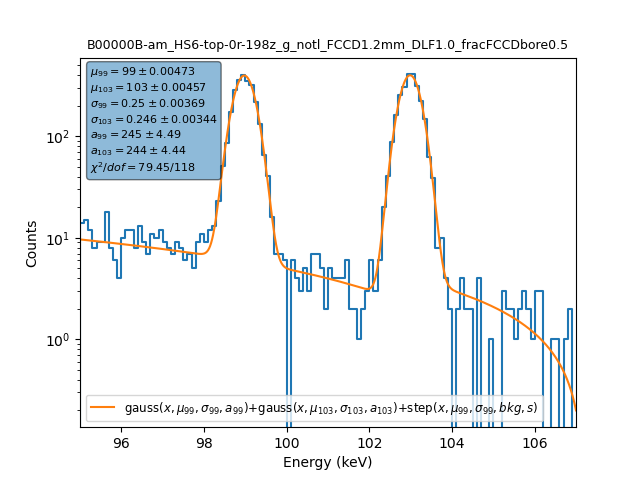 B00000B-am_HS6-top-0r-198z_g_notl_FCCD1.2mm_DLF1.0_fracFCCDbore0.5
μ₉₉ = 99 ± 0.00473
μ₁₀₃ = 103 ± 0.00457
σ₉₉ = 0.25 ± 0.00369
σ₁₀₃ = 0.246 ± 0.00344
a₉₉ = 245 ± 4.49
a₁₀₃ = 244 ± 4.44
χ²/dof = 79.45/118
10²
10¹
10⁰
Counts
gauss(x, μ₉₉, σ₉₉, a₉₉)+gauss(x, μ₁₀₃, σ₁₀₃, a₁₀₃)+step(x, μ₉₉, σ₉₉, bkg, s)
96 98 100 102 104 106
Energy (keV)